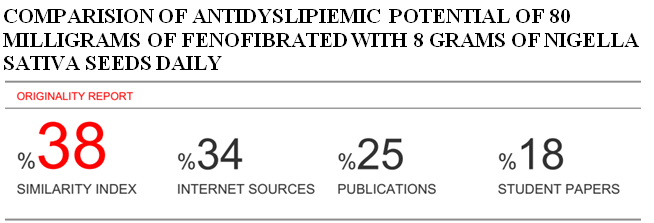 COMPARISION OF ANTIDYSLIPIEMIC POTENTIAL OF 80
MILLIGRAMS OF FENOFIBRATED WITH 8 GRAMS OF NIGELLA
SATIVA SEEDS DAILY
ORIGINALITY REPORT
%38 %34 %25 %18
SIMILARITY INDEX INTERNET SOURCES PUBLICATIONS STUDENT PAPERS